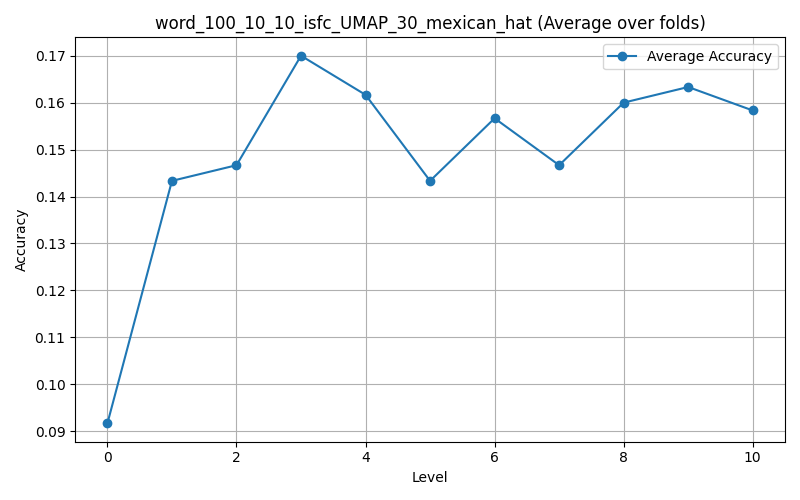 word_100_10_10_isfc_UMAP_30_mexican_hat (Average over folds)
Average Accuracy
0.17
0.16
0.15
0.14
0.13
0.12
0.11
0.10
0.09
Accuracy
0 2 4 6 8 10
Level